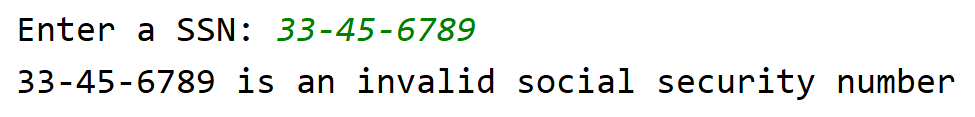 Enter a SSN: 33-45-6789
33-45-6789 is an invalid social security number